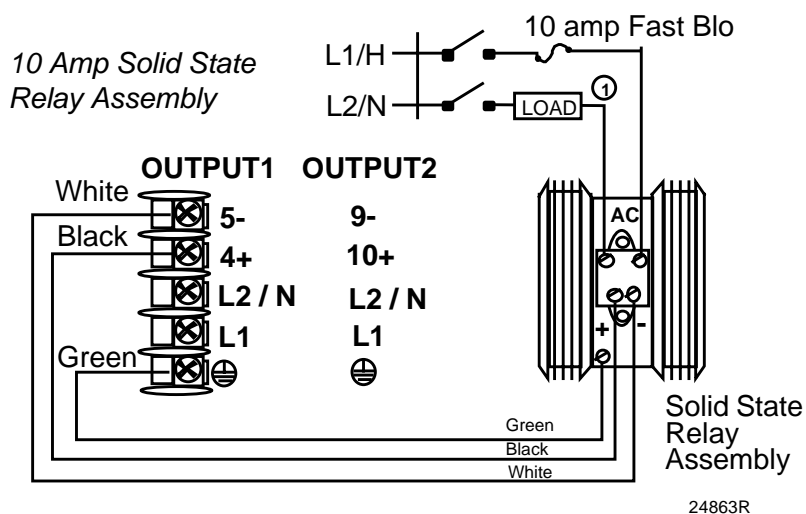 10 Amp Solid State
Relay Assembly
L1/H
10 amp Fast Blo
L2/N
LOAD
1
OUTPUT1 OUTPUT2
White
5-
9-
AC
Black
4+
10+
L2 / N
L2 / N
L1
L1
+ -
Green
Green
Black
White
Solid State
Relay
Assembly
24863R